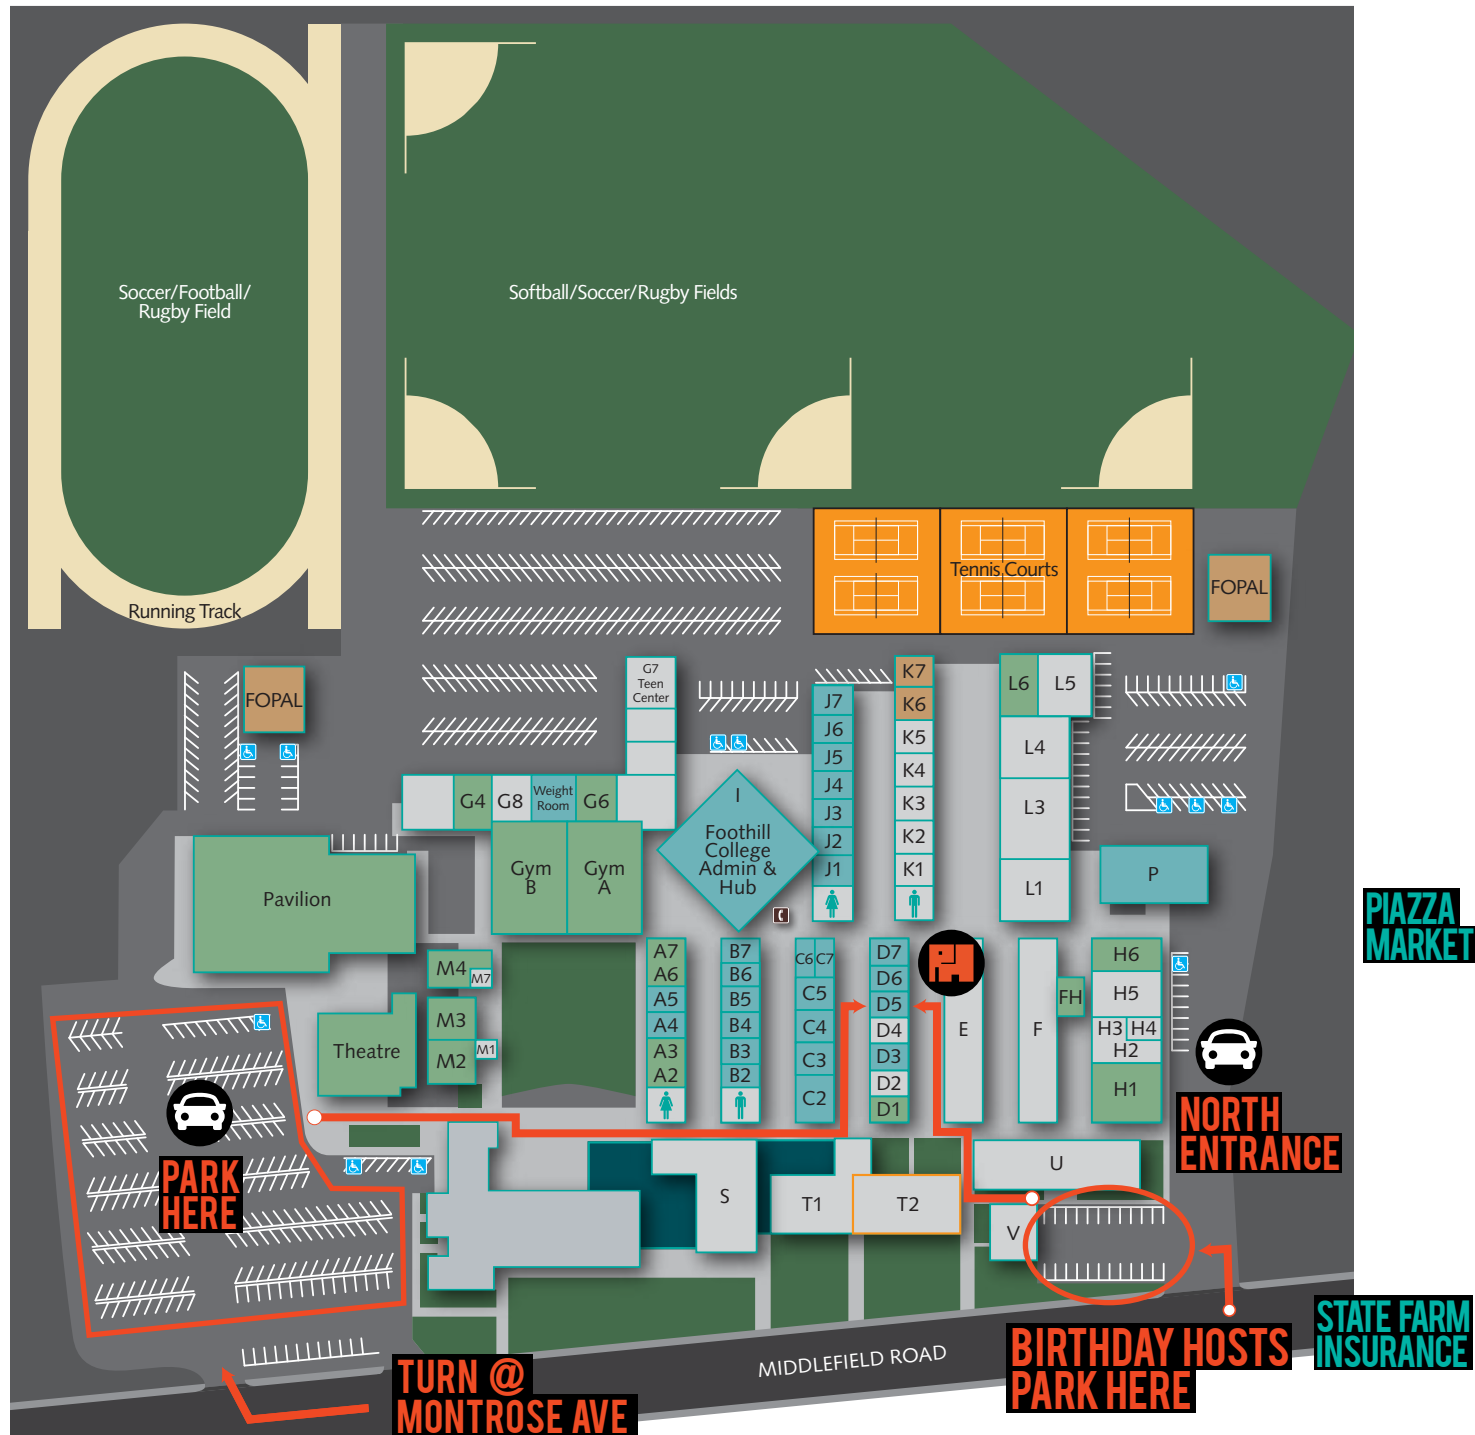 Soccer/Football/
Rugby Field
Softball/Soccer/Rugby Fields
Running Track
Tennis Courts
FOPAL
FOPAL
G7
Teen
Center
K7
K6
K5
K4
K3
K2
K1
J7
J6
J5
J4
J3
J2
J1
L6
L5
L4
L3
L1
G4
G8
Weight
Room
G6
Gym
B
Gym
A
I
Foothill
College
Admin &
Hub
P
Pavilion
PIAZZA
MARKET
M4
M7
M3
M2
M1
Theatre
A7
A6
A5
A4
A3
A2
B7
B6
B5
B4
B3
B2
C6
C7
C5
C4
C3
C2
D7
D6
D5
D4
D3
D2
D1
E
F
FH
H6
H5
H3
H4
H2
H1
NORTH
ENTRANCE
PARK
HERE
S
T1
T2
U
V
STATE FARM
INSURANCE
BIRTHDAY HOSTS
PARK HERE
MIDDLEFIELD ROAD
TURN @
MONTROSE AVE